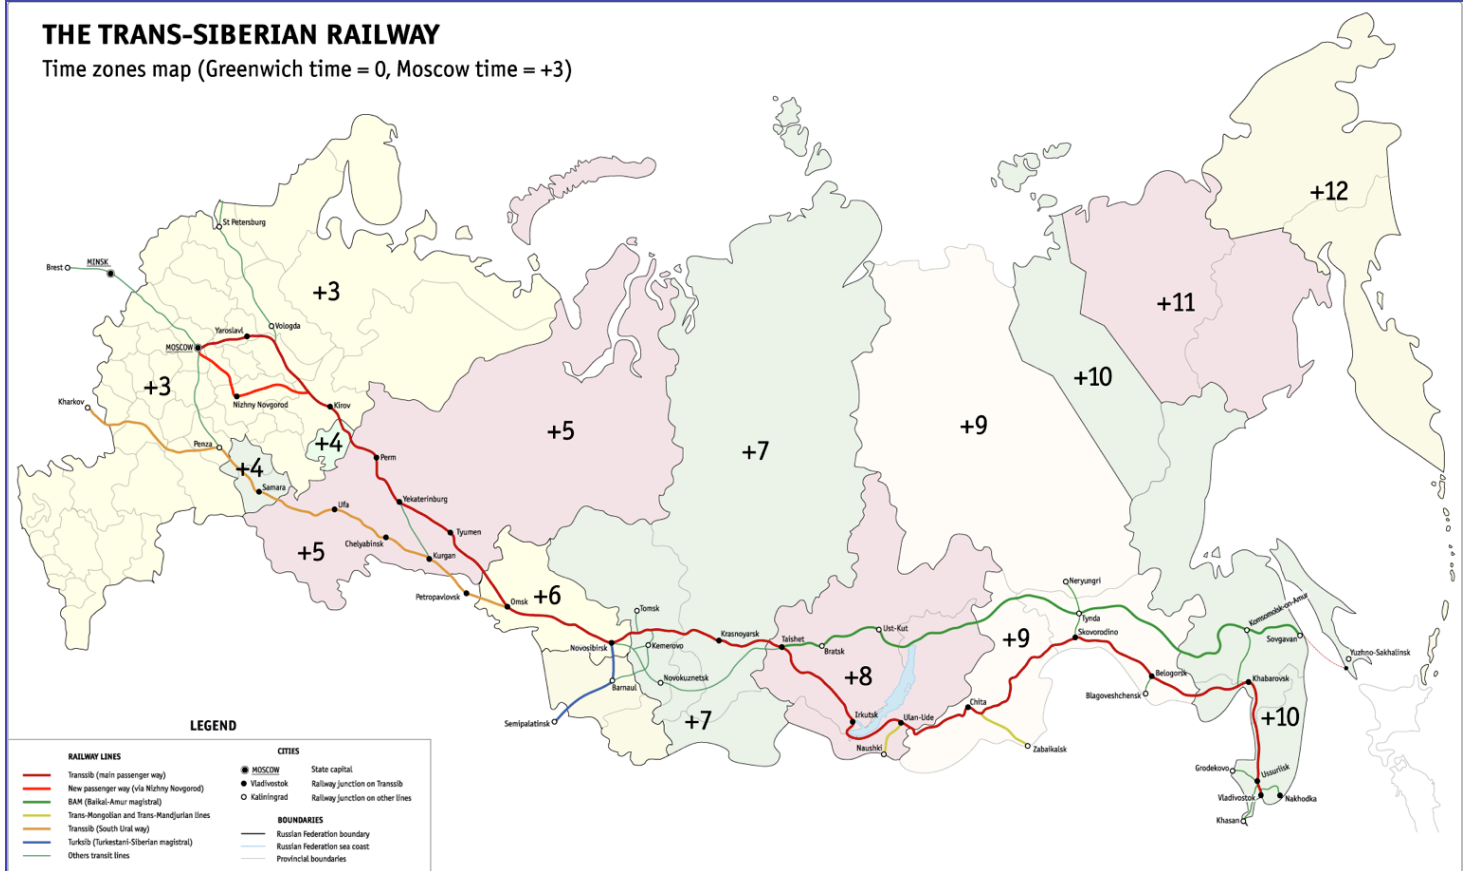 THE TRANS-SIBERIAN RAILWAY
Time zones map (Greenwich time = 0, Moscow time = +3)
+12
St Petersburg
Brest
MINSK
+3
+11
Yaroslavl
Vologda
MOSCOW
+10
+3
Kharkov
Nizhny Novgorod
Kirov
+5
+9
+4
+7
Penza
+4
Perm
Samara
Yekaterinburg
Ufa
Tyumen
Chelyabinsk
+5
Kurgan
Petropavlovsk
Omsk
+6
Neryungri
Tomsk
Komsomolsk-on-Amur
Tynda
Ust-Kut
Skovorodino
Krasnoyarsk
Taishet
+9
Sovgavan
Novosibirsk
Kemerovo
Bratsk
Yuzhno-Sakhalinsk
+8
Belogorsk
Novokuznetsk
Barnaul
Khabarovsk
Blagoveshchensk
Chita
Semipalatinsk
+7
Irkutsk
Ulan-Ude
+10
Naushki
Zabaikalsk
Grodekovo
Ussuriisk
Vladivostok
Nakhodka
Khasan
LEGEND
RAILWAY LINES
Transsib (main passenger way)
New passenger way (via Nizhny Novgorod)
BAM (Baikal-Amur magistral)
Trans-Mongolian and Trans-Mandjurian lines
Transsib (South Ural way)
Turksib (Turkestani-Siberian magistral)
Others transit lines
CITIES
MOSCOW State capital
Vladivostok Railway junction on Transsib
Kaliningrad Railway junction on other lines
BOUNDARIES
Russian Federation boundary
Russian Federation sea coast
Provincial boundaries